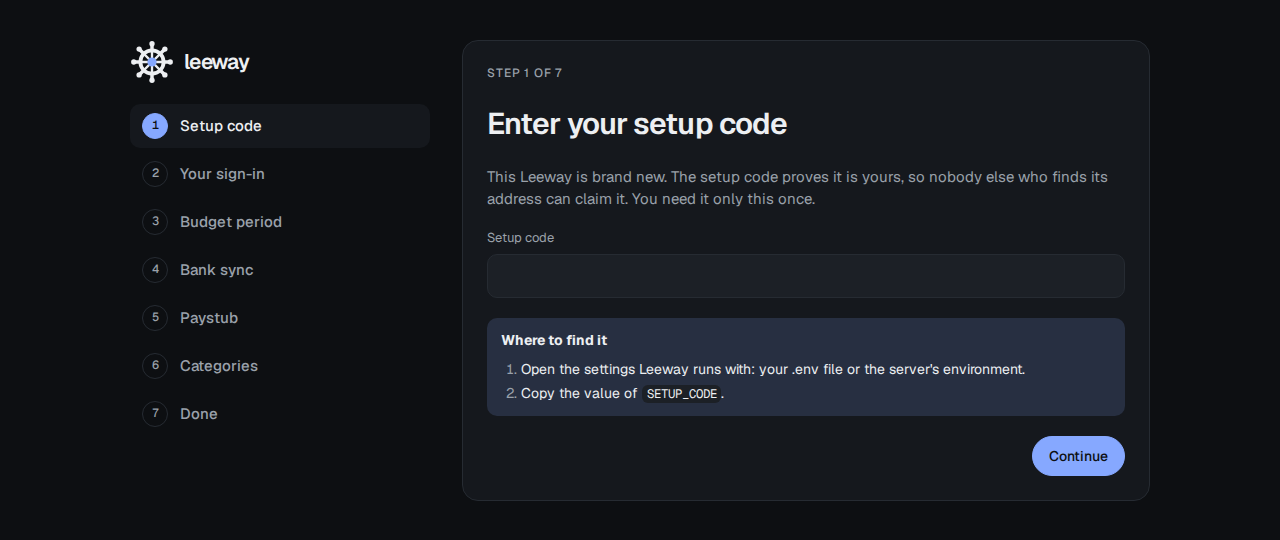 leeway
1 Setup code
2 Your sign-in
3 Budget period
4 Bank sync
5 Paystub
6 Categories
7 Done
STEP 1 OF 7
Enter your setup code
This Leeway is brand new. The setup code proves it is yours, so nobody else who finds its
address can claim it. You need it only this once.
Setup code
Where to find it
1. Open the settings Leeway runs with: your .env file or the server's environment.
2. Copy the value of SETUP_CODE.
Continue